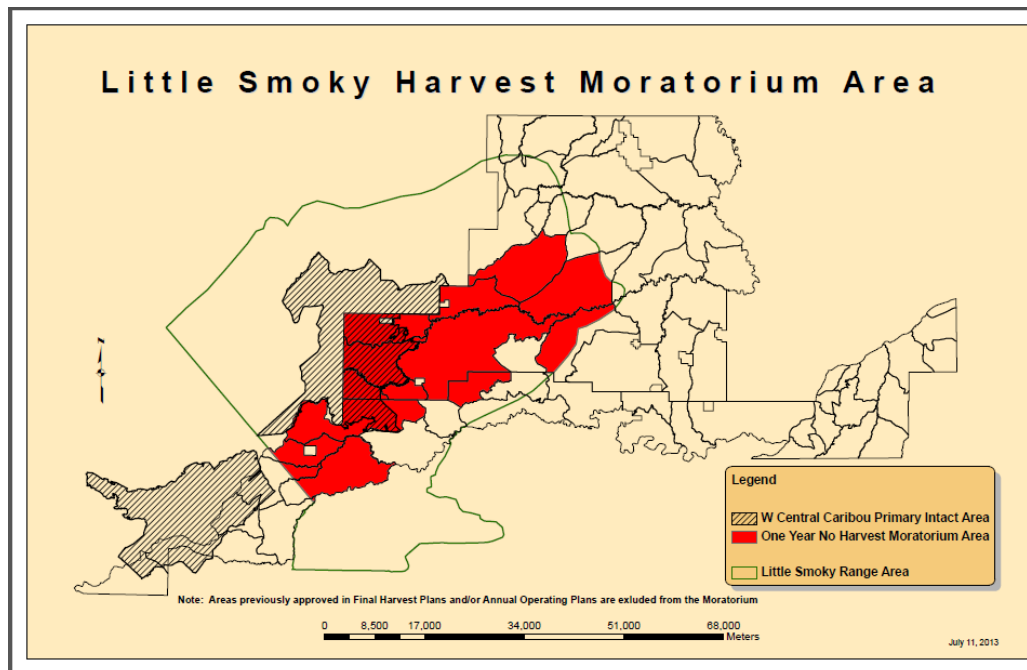 Little Smoky Harvest Moratorium Area
N
Legend
W Central Caribou Primary Intact Area
One Year No Harvest Moratorium Area
Little Smoky Range Area
Note: Areas previously approved in Final Harvest Plans and/or Annual Operating Plans are exluded from the Moratorium
0 8,500 17,000 34,000 51,000 68,000
Meters
July 11, 2013